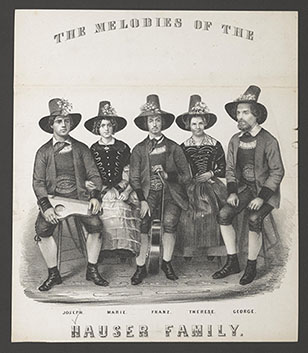 THE MELODIES OF THE
JOSEPH. MARIE. FRANZ. THERESE. GEORGE.
HAUSER FAMILY.